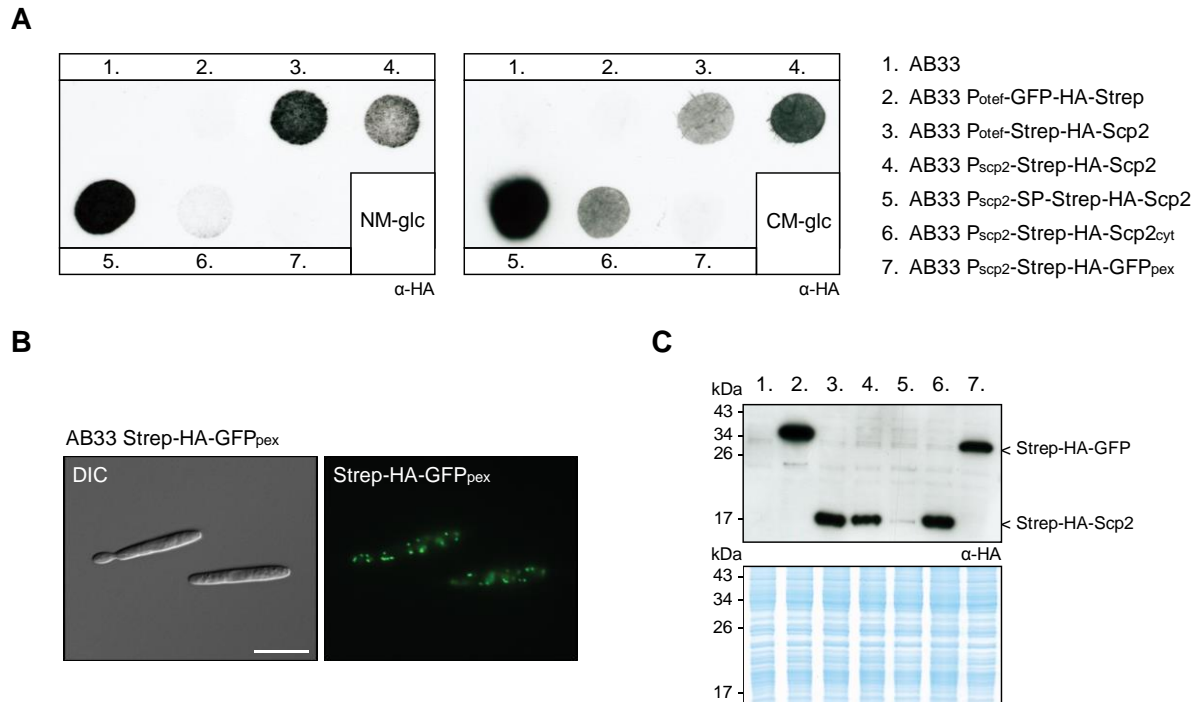 A
1. 2. 3. 4.
NM-glc
5. 6. 7.
α-HA
1. 2. 3. 4.
CM-glc
5. 6. 7.
α-HA
1. AB33
2. AB33 Potef-GFP-HA-Strep
3. AB33 Potef-Strep-HA-Scp2
4. AB33 Pscp2-Strep-HA-Scp2
5. AB33 Pscp2-SP-Strep-HA-Scp2
6. AB33 Pscp2-Strep-HA-Scp2cyt
7. AB33 Pscp2-Strep-HA-GFPpex
B
AB33 Strep-HA-GFPpex
DIC
Strep-HA-GFPpex
C
kDa 1. 2. 3. 4. 5. 6. 7.
43
34
26
< Strep-HA-GFP
17
< Strep-HA-Scp2
kDa
α-HA
43
34
26
17